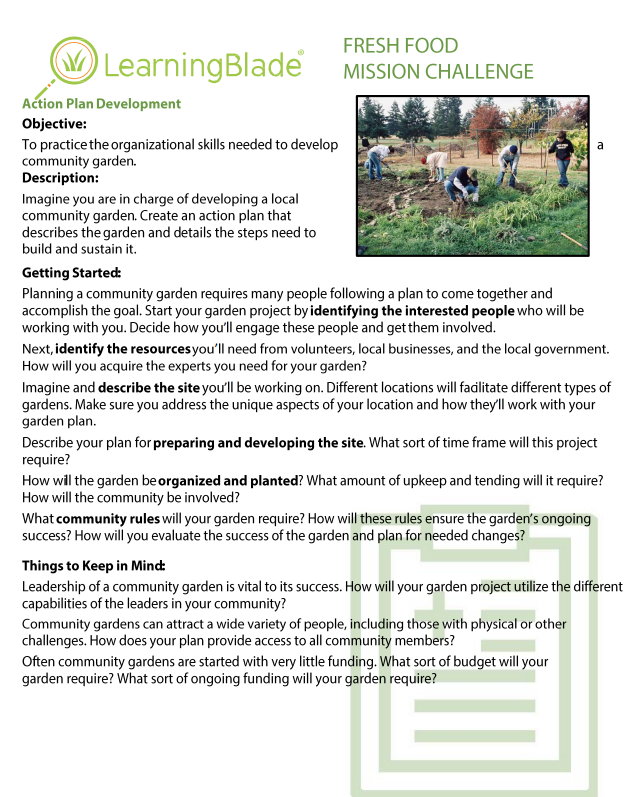 LearningBlade®
FRESH FOOD
MISSION CHALLENGE
Action Plan Development
Objective:
To practice the organizational skills needed to develop a
community garden.
Description:
Imagine you are in charge of developing a local
community garden. Create an action plan that
describes the garden and details the steps need to
build and sustain it.
Getting Started:
Planning a community garden requires many people following a plan to come together and
accomplish the goal. Start your garden project by identifying the interested people who will be
working with you. Decide how you'll engage these people and get them involved.
Next, identify the resources you'll need from volunteers, local businesses, and the local government.
How will you acquire the experts you need for your garden?
Imagine and describe the site you'll be working on. Different locations will facilitate different types of
gardens. Make sure you address the unique aspects of your location and how they'll work with your
garden plan.
Describe your plan for preparing and developing the site. What sort of time frame will this project
require?
How will the garden be organized and planted? What amount of upkeep and tending will it require?
How will the community be involved?
What community rules will your garden require? How will these rules ensure the garden's ongoing
success? How will you evaluate the success of the garden and plan for needed changes?
Things to Keep in Mind:
Leadership of a community garden is vital to its success. How will your garden project utilize the different
capabilities of the leaders in your community?
Community gardens can attract a wide variety of people, including those with physical or other
challenges. How does your plan provide access to all community members?
Often community gardens are started with very little funding. What sort of budget will your
garden require? What sort of ongoing funding will your garden require?